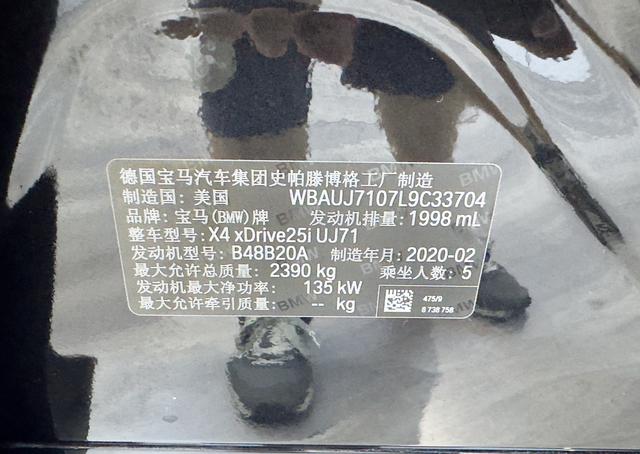 德国宝马汽车集团史帕滕博格工厂制造
制造国: 美国 WBAUJ7107L9C33704
品牌: 宝马(BMW)牌 发动机排量: 1998 mL
整车型号: X4 xDrive25i UJ71
发动机型号: B48B20A 制造年月: 2020-02
最大允许总质量: 2390 kg 乘坐人数: 5
发动机最大净功率: 135 kW
最大允许牵引质量: -- kg
475/9
8 738 758